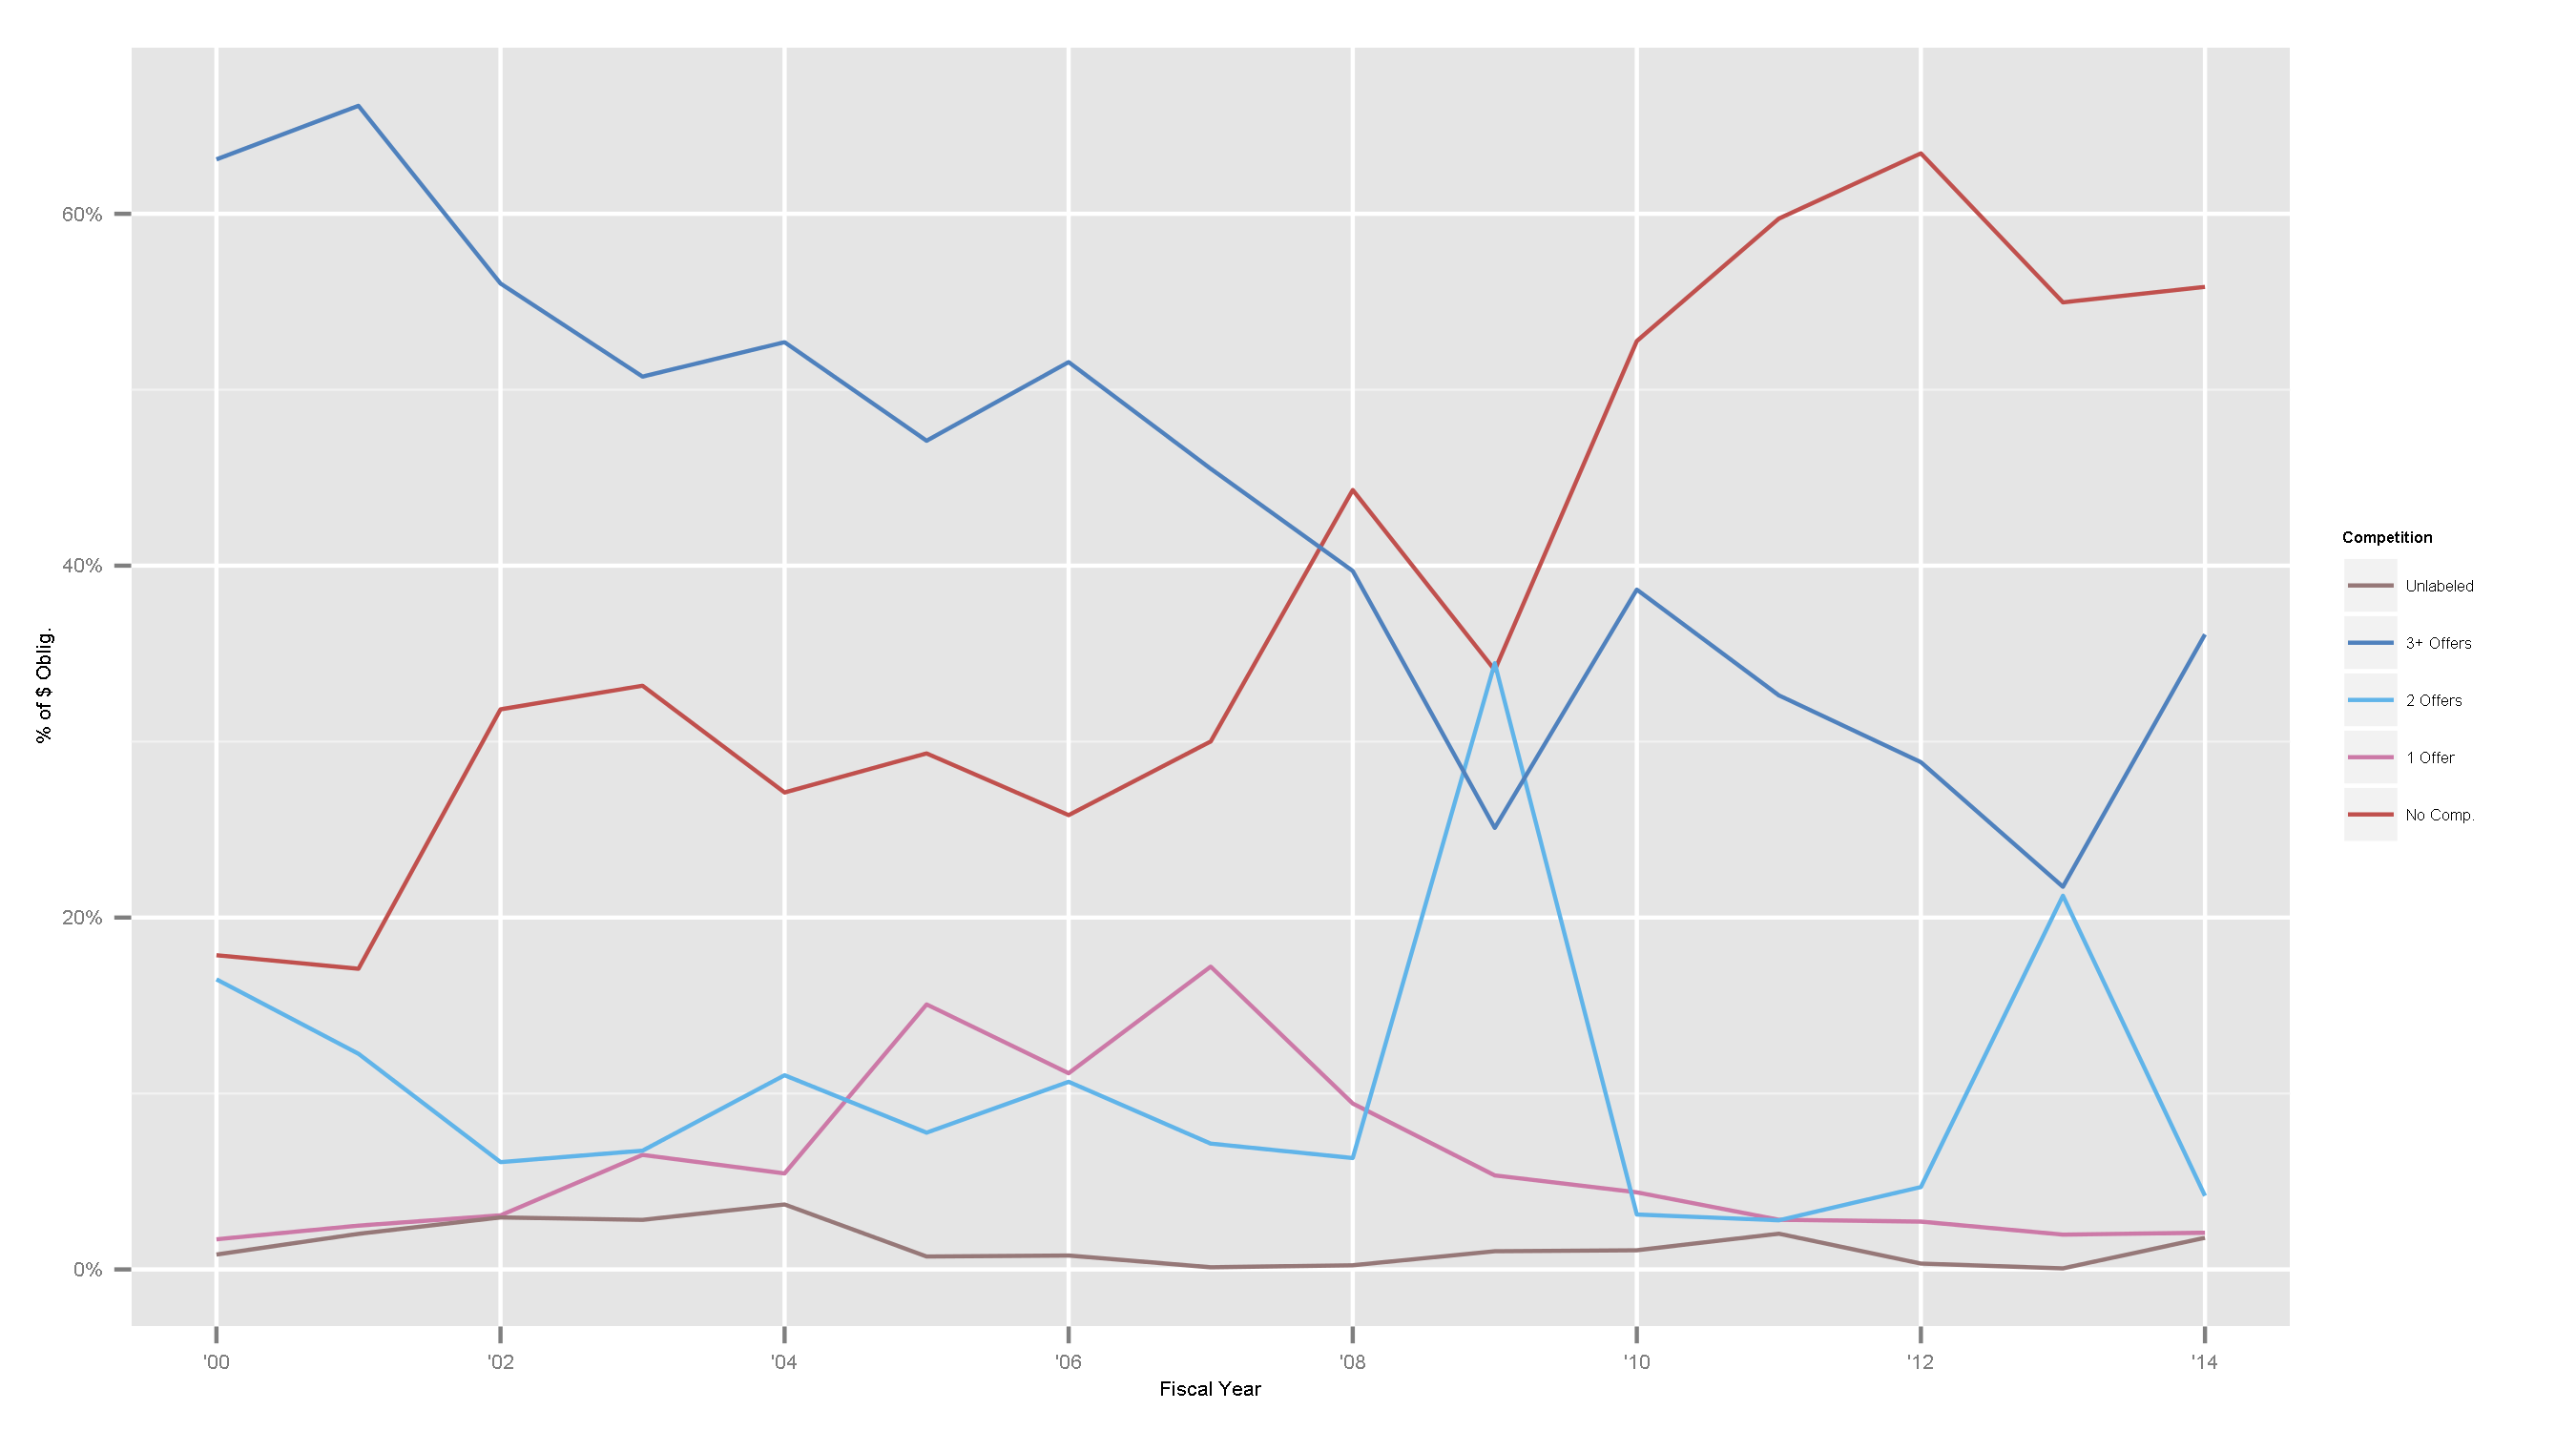 60%
40%
20%
0%
% of $ Oblig.
'00 '02 '04 '06 '08 '10 '12 '14
Fiscal Year
Competition
Unlabeled
3+ Offers
2 Offers
1 Offer
No Comp.